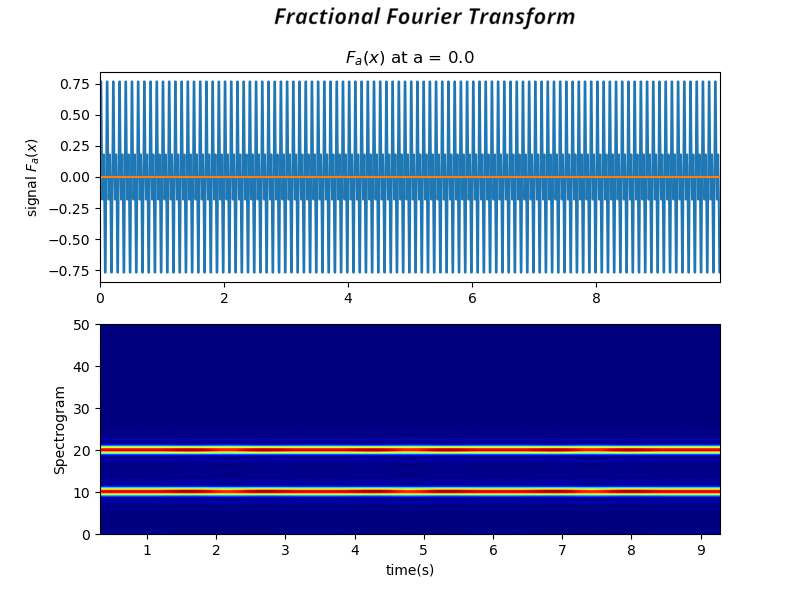 Fractional Fourier Transform
Fₐ(x) at a = 0.0
signal Fₐ(x)
0.75
0.50
0.25
0.00
−0.25
−0.50
−0.75
0 2 4 6 8
Spectrogram
50
40
30
20
10
0
1 2 3 4 5 6 7 8 9
time(s)